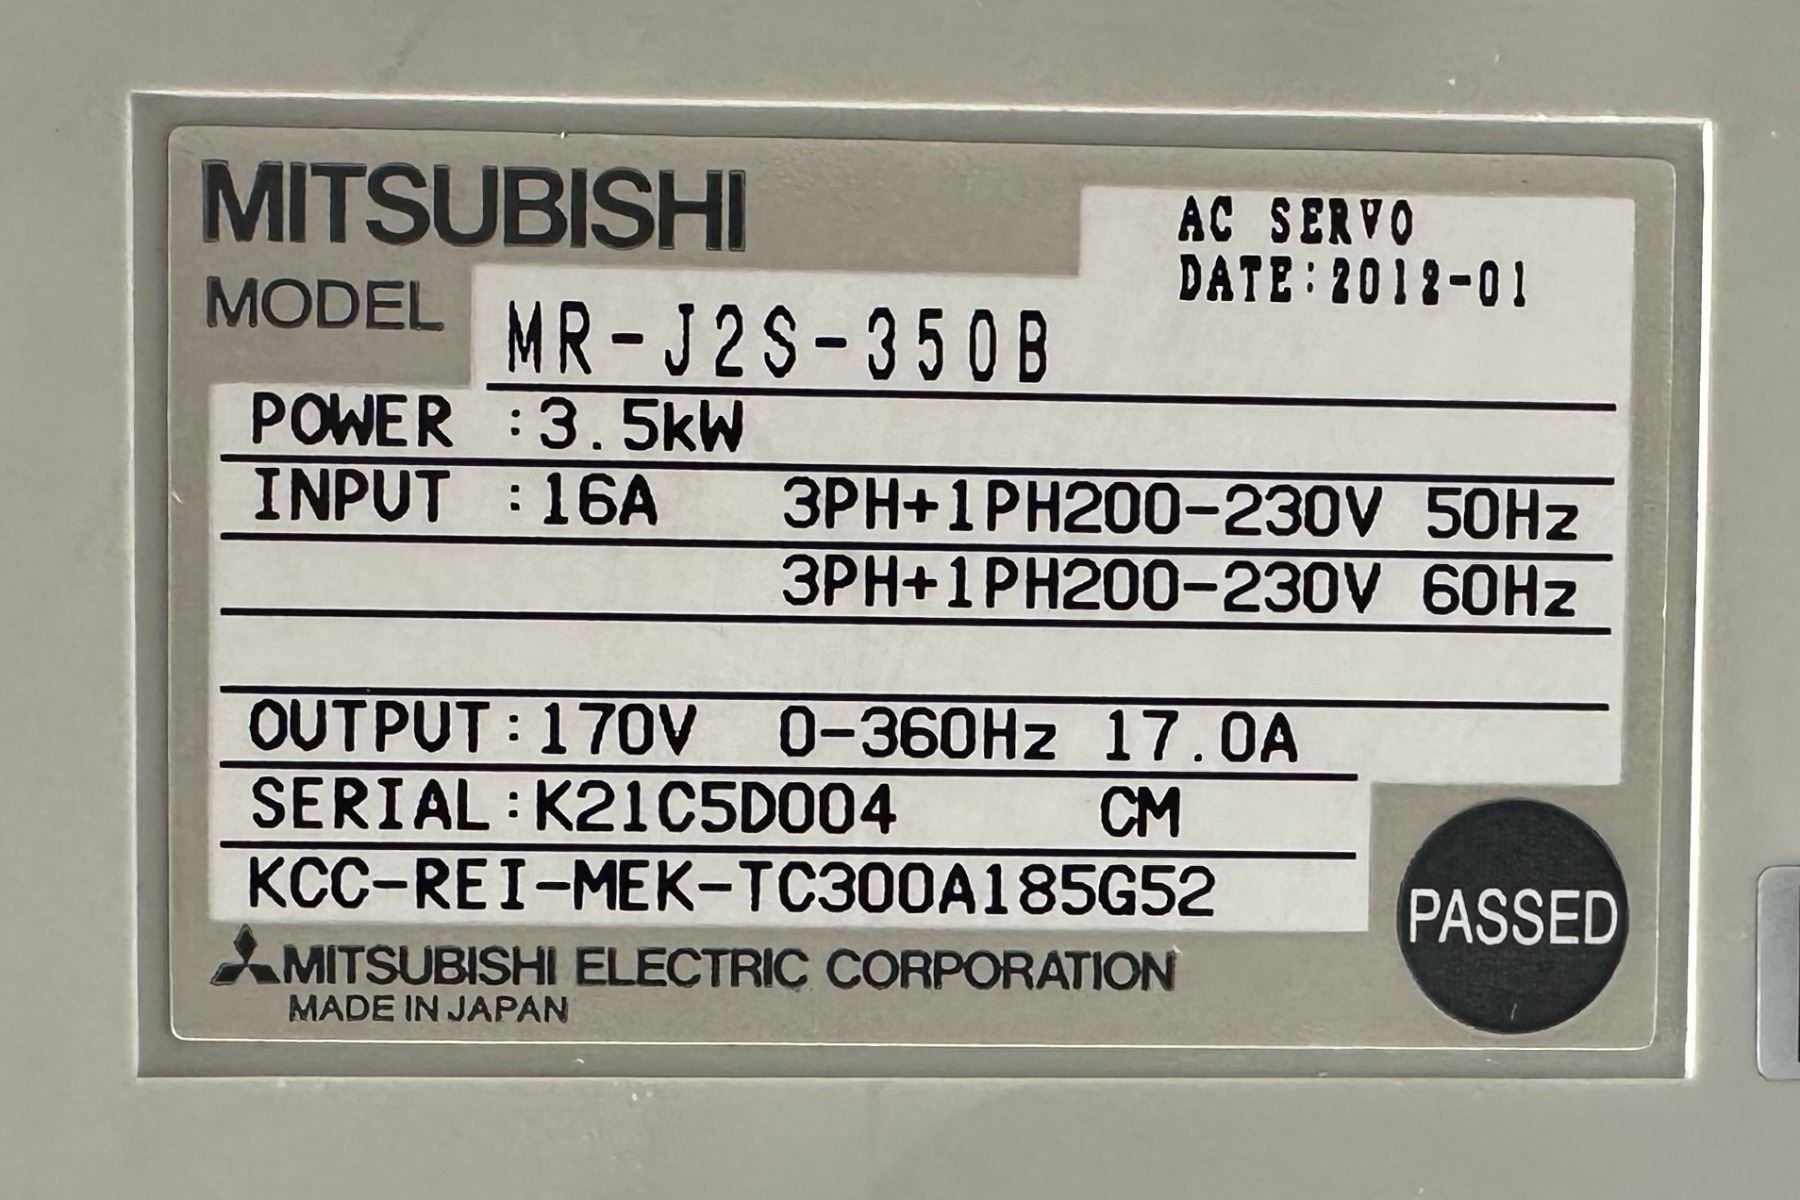 MITSUBISHI
AC SERVO
DATE:2012-01
MODEL MR-J2S-350B
POWER :3.5kW
INPUT :16A 3PH+1PH200-230V 50Hz
3PH+1PH200-230V 60Hz
OUTPUT:170V 0-360Hz 17.0A
SERIAL:K21C5D004 CM
KCC-REI-MEK-TC300A185G52
PASSED
MITSUBISHI ELECTRIC CORPORATION
MADE IN JAPAN